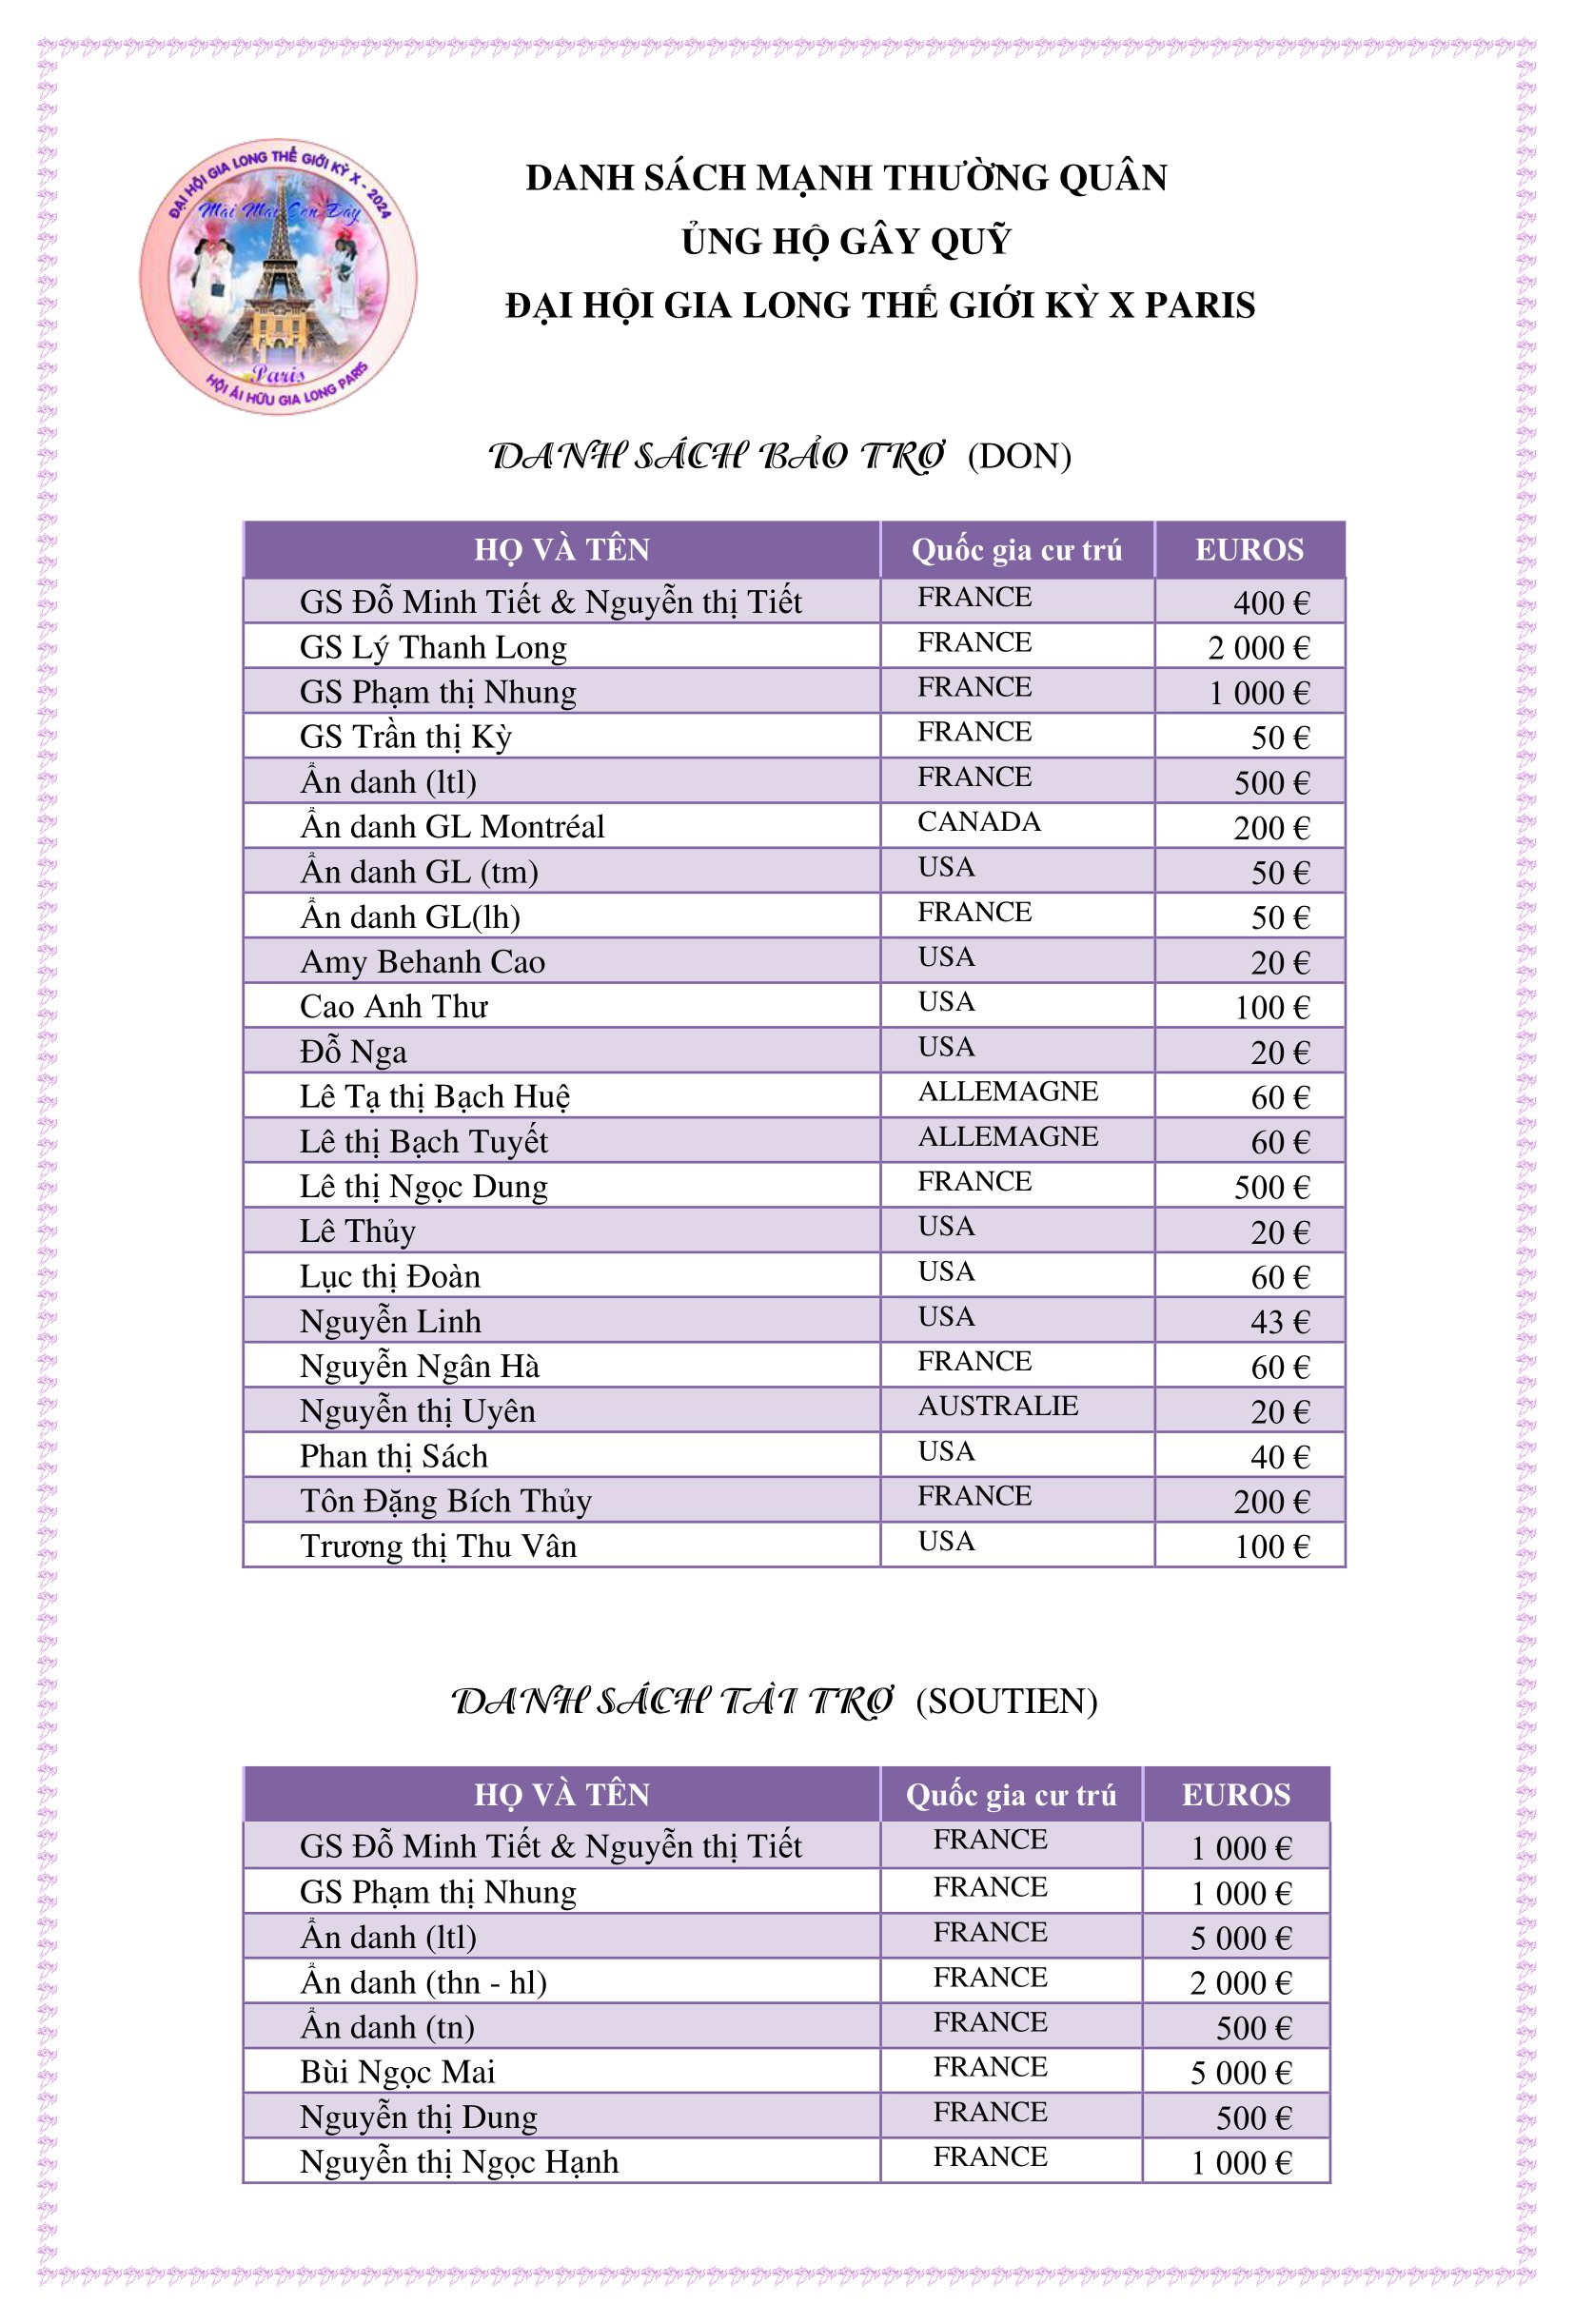 ĐẠI HỘI GIA LONG THẾ GIỚI KỲ X - 2024
Mãi Mãi Còn Đây
Paris
HỘI ÁI HỮU GIA LONG PARIS
DANH SÁCH MẠNH THƯỜNG QUÂN
ỦNG HỘ GÂY QUỸ
ĐẠI HỘI GIA LONG THẾ GIỚI KỲ X PARIS
DANH SÁCH BẢO TRỢ (DON)
HỌ VÀ TÊN Quốc gia cư trú EUROS
GS Đỗ Minh Tiết & Nguyễn thị Tiết FRANCE 400 €
GS Lý Thanh Long FRANCE 2 000 €
GS Phạm thị Nhung FRANCE 1 000 €
GS Trần thị Kỳ FRANCE 50 €
Ẩn danh (ltl) FRANCE 500 €
Ẩn danh GL Montréal CANADA 200 €
Ẩn danh GL (tm) USA 50 €
Ẩn danh GL(lh) FRANCE 50 €
Amy Behanh Cao USA 20 €
Cao Anh Thư USA 100 €
Đỗ Nga USA 20 €
Lê Tạ thị Bạch Huệ ALLEMAGNE 60 €
Lê thị Bạch Tuyết ALLEMAGNE 60 €
Lê thị Ngọc Dung FRANCE 500 €
Lê Thủy USA 20 €
Lục thị Đoàn USA 60 €
Nguyễn Linh USA 43 €
Nguyễn Ngân Hà FRANCE 60 €
Nguyễn thị Uyên AUSTRALIE 20 €
Phan thị Sách USA 40 €
Tôn Đặng Bích Thủy FRANCE 200 €
Trương thị Thu Vân USA 100 €
DANH SÁCH TÀI TRỢ (SOUTIEN)
HỌ VÀ TÊN Quốc gia cư trú EUROS
GS Đỗ Minh Tiết & Nguyễn thị Tiết FRANCE 1 000 €
GS Phạm thị Nhung FRANCE 1 000 €
Ẩn danh (ltl) FRANCE 5 000 €
Ẩn danh (thn - hl) FRANCE 2 000 €
Ẩn danh (tn) FRANCE 500 €
Bùi Ngọc Mai FRANCE 5 000 €
Nguyễn thị Dung FRANCE 500 €
Nguyễn thị Ngọc Hạnh FRANCE 1 000 €